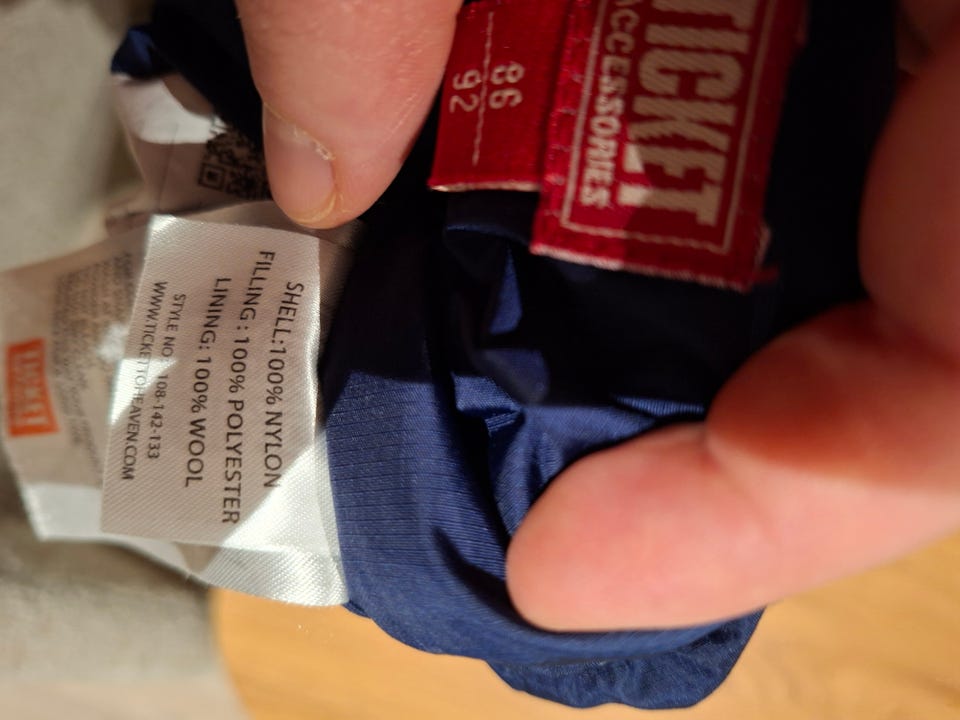 TICKET
ACCESSORIES
86
92
SHELL:100% NYLON
FILLING: 100% POLYESTER
LINING: 100% WOOL
STYLE NO: 108-142-133
WWW.TICKETTOHEAVEN.COM
TICKET